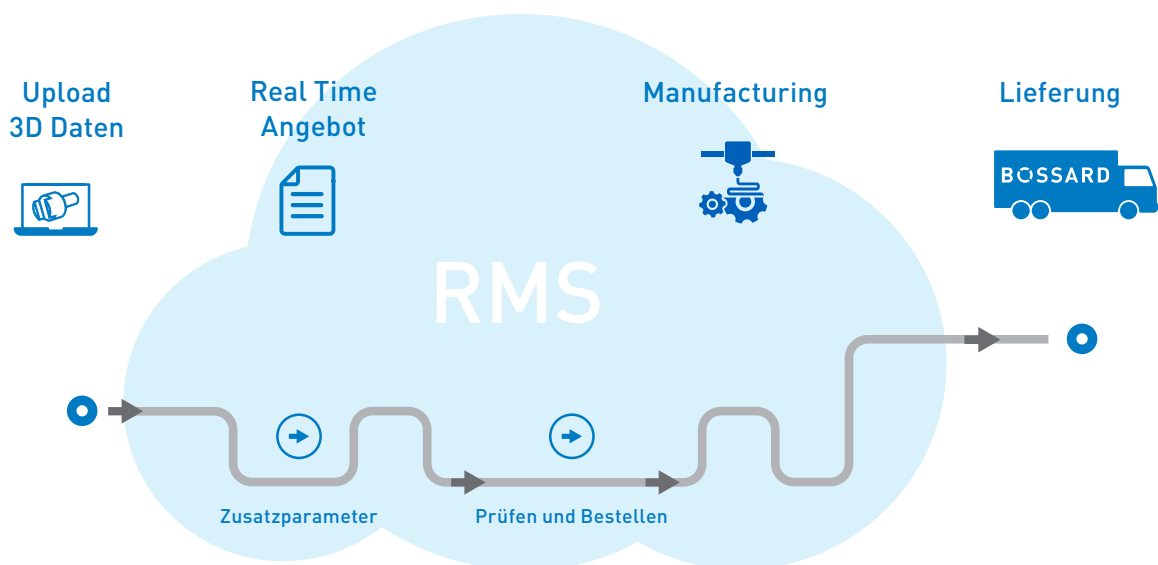 Upload
3D Daten
Real Time
Angebot
Manufacturing
Lieferung
BOSSARD
RMS
Zusatzparameter
Prüfen und Bestellen